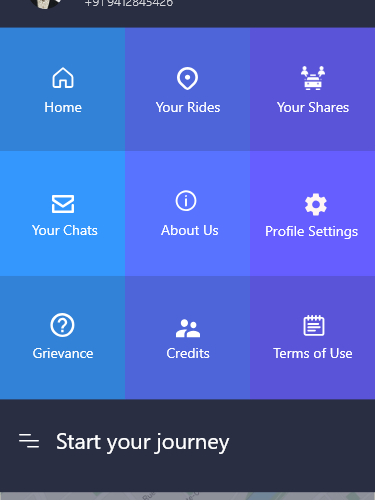 +91 9412845426
Home
Your Rides
Your Shares
Your Chats
About Us
Profile Settings
Grievance
Credits
Terms of Use
Start your journey